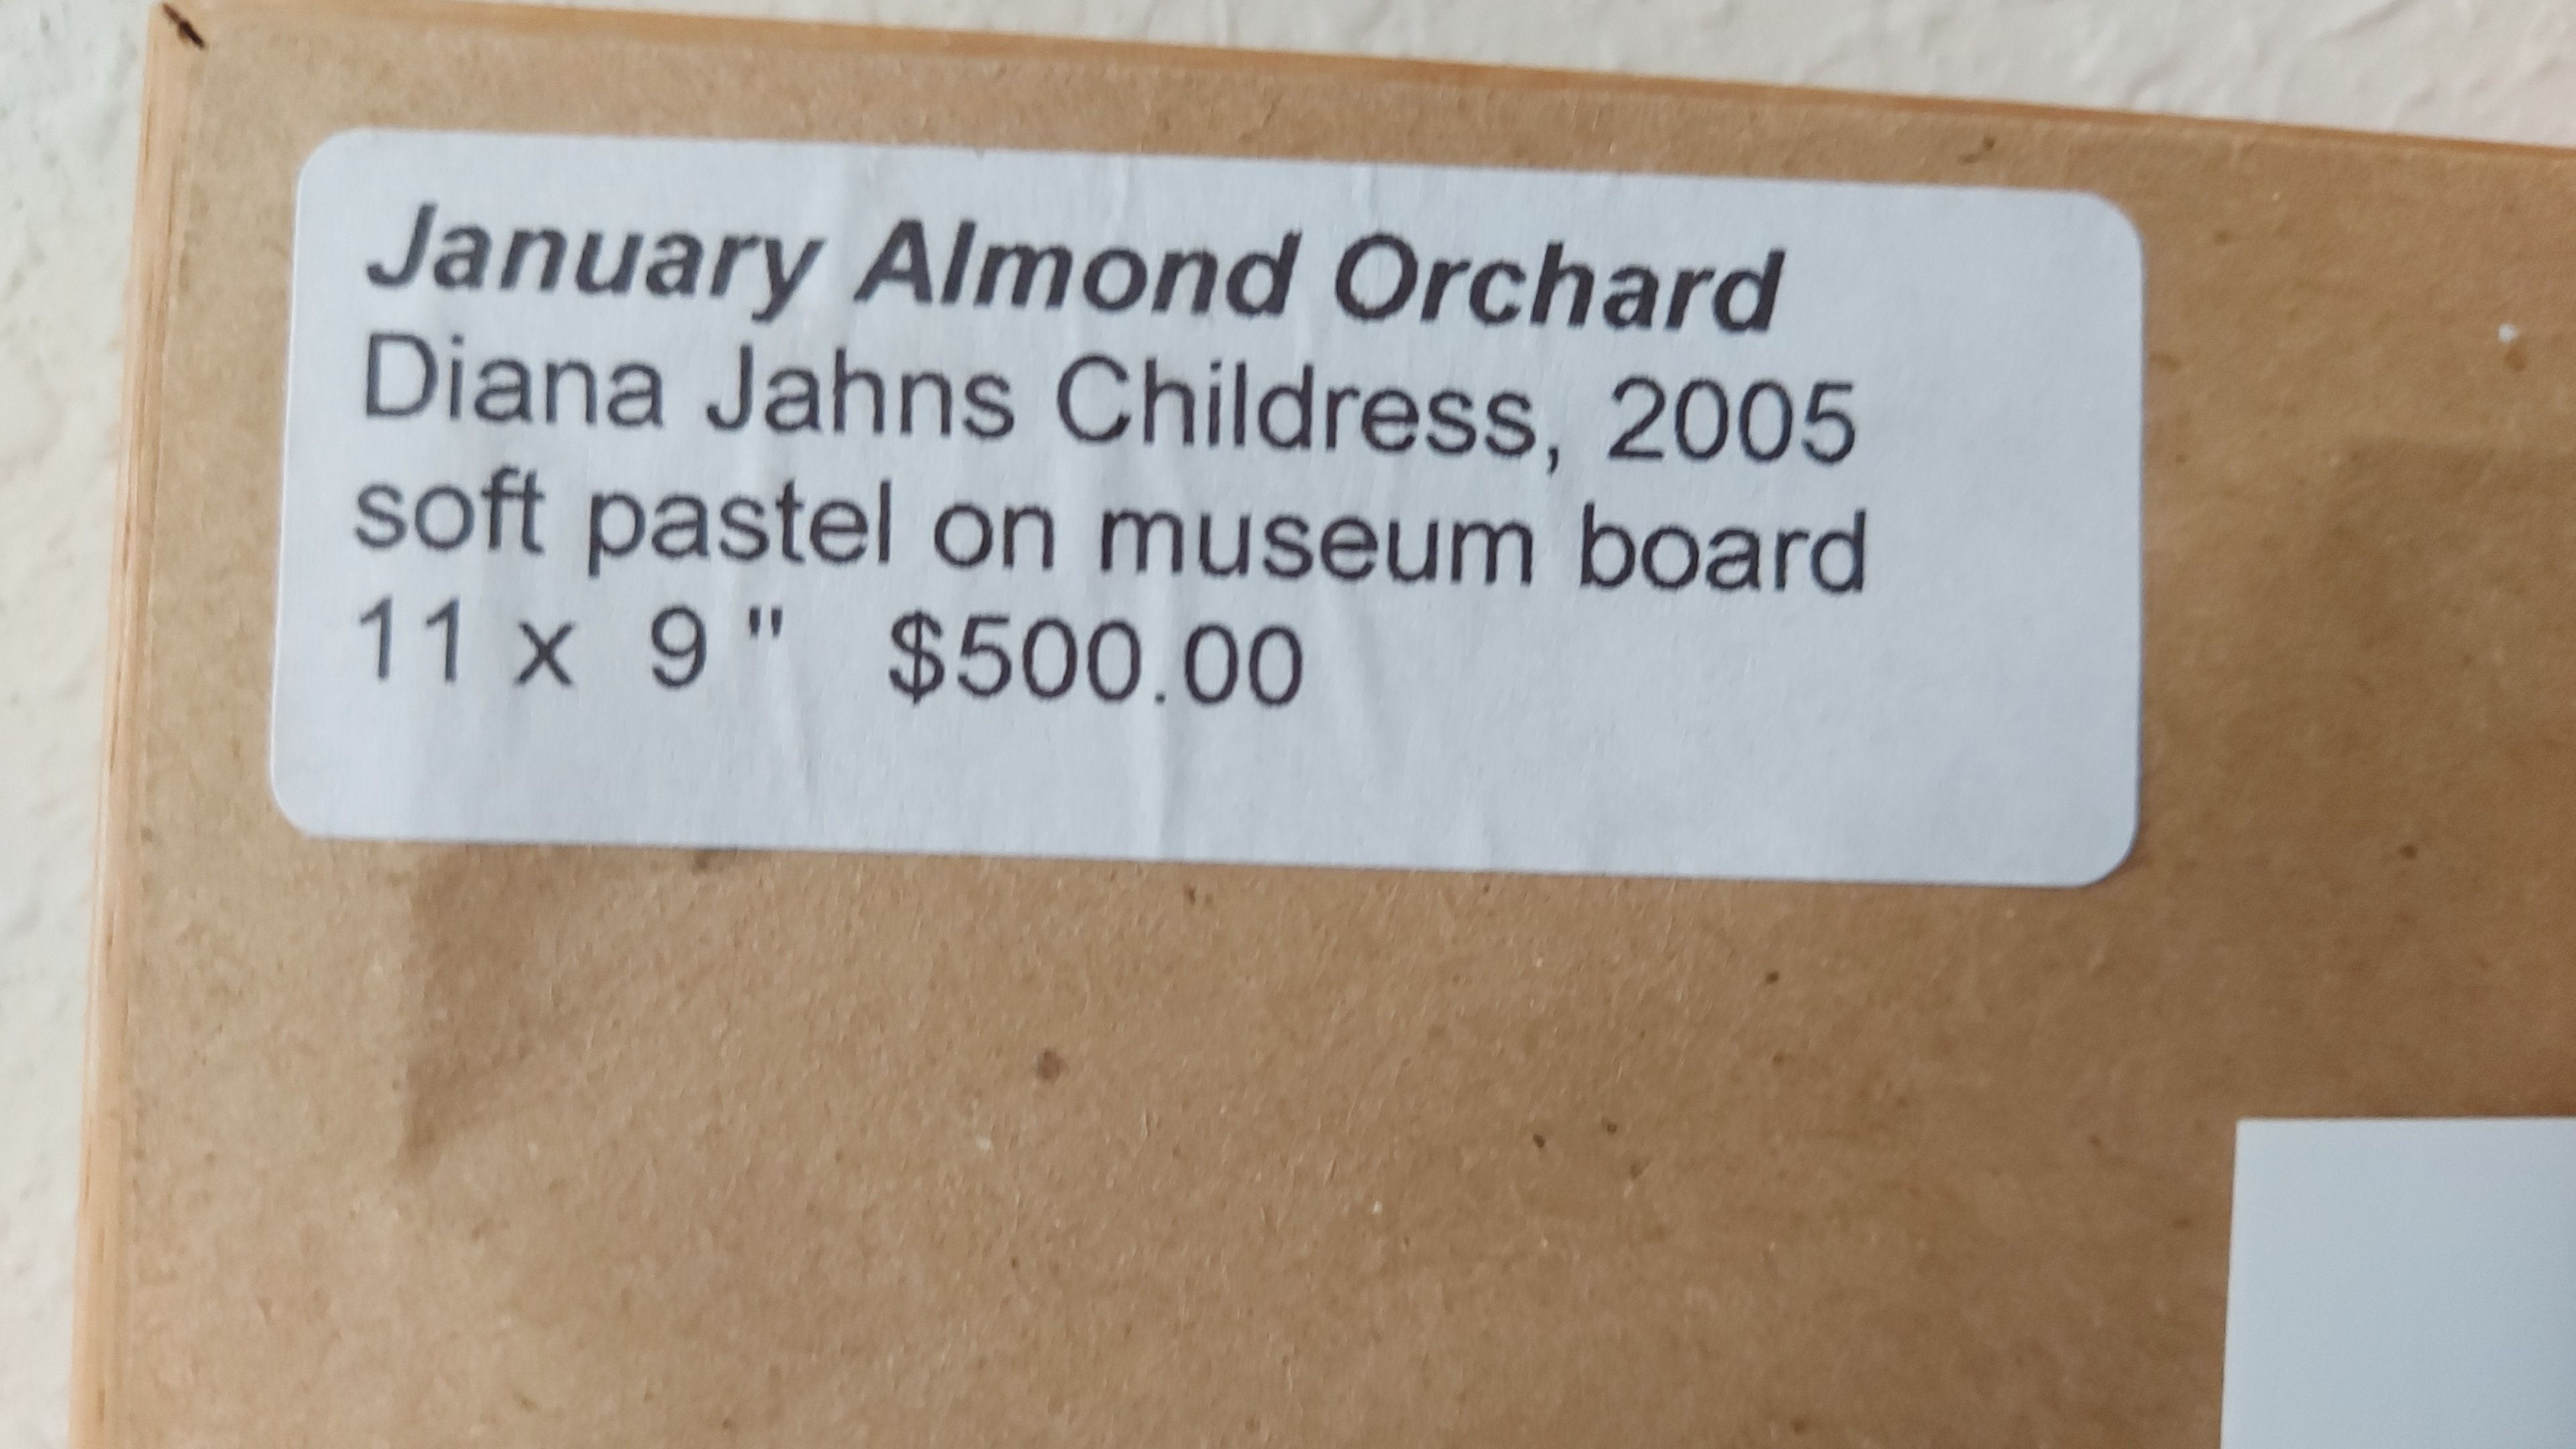 January Almond Orchard
Diana Jahns Childress, 2005
soft pastel on museum board
11 x 9 " $500.00